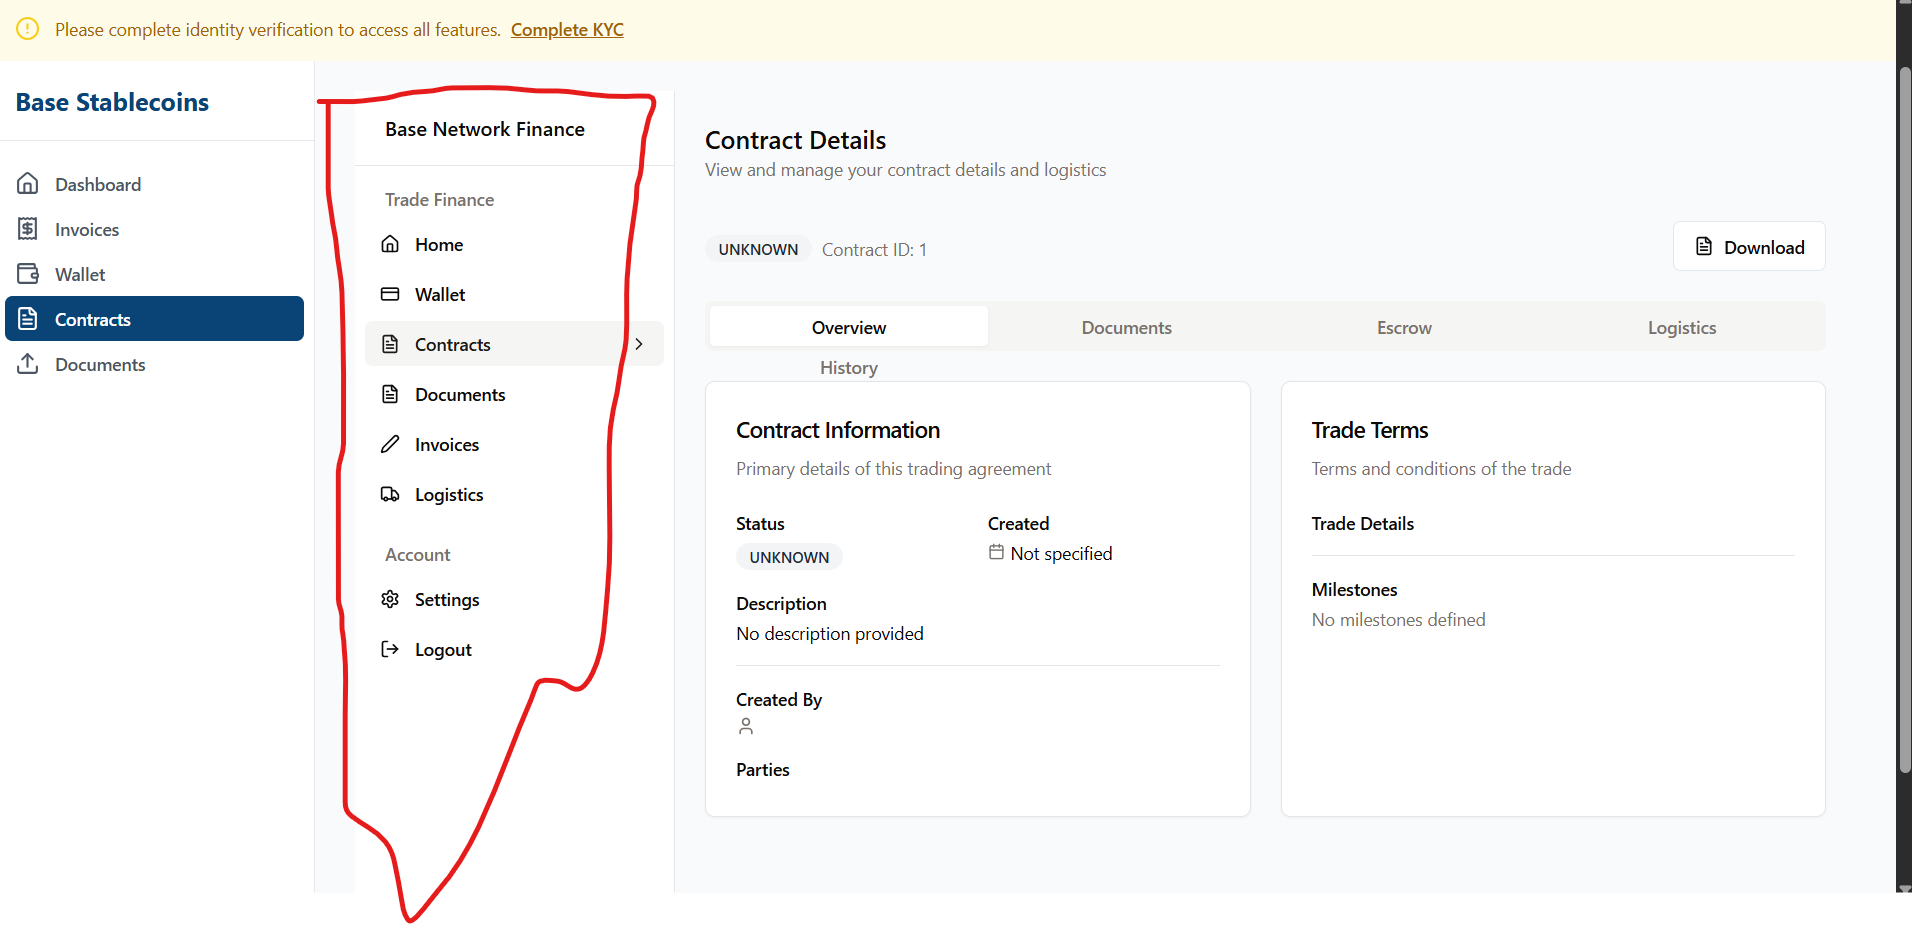 Please complete identity verification to access all features. Complete KYC
Base Stablecoins
Dashboard
Invoices
Wallet
Contracts
Documents
Base Network Finance
Trade Finance
Home
Wallet
Contracts
Documents
Invoices
Logistics
Account
Settings
Logout
Contract Details
View and manage your contract details and logistics
UNKNOWN Contract ID: 1
Download
Overview Documents Escrow Logistics
History
Contract Information
Primary details of this trading agreement
Status Created
UNKNOWN Not specified
Description
No description provided
Created By
Parties
Trade Terms
Terms and conditions of the trade
Trade Details
Milestones
No milestones defined